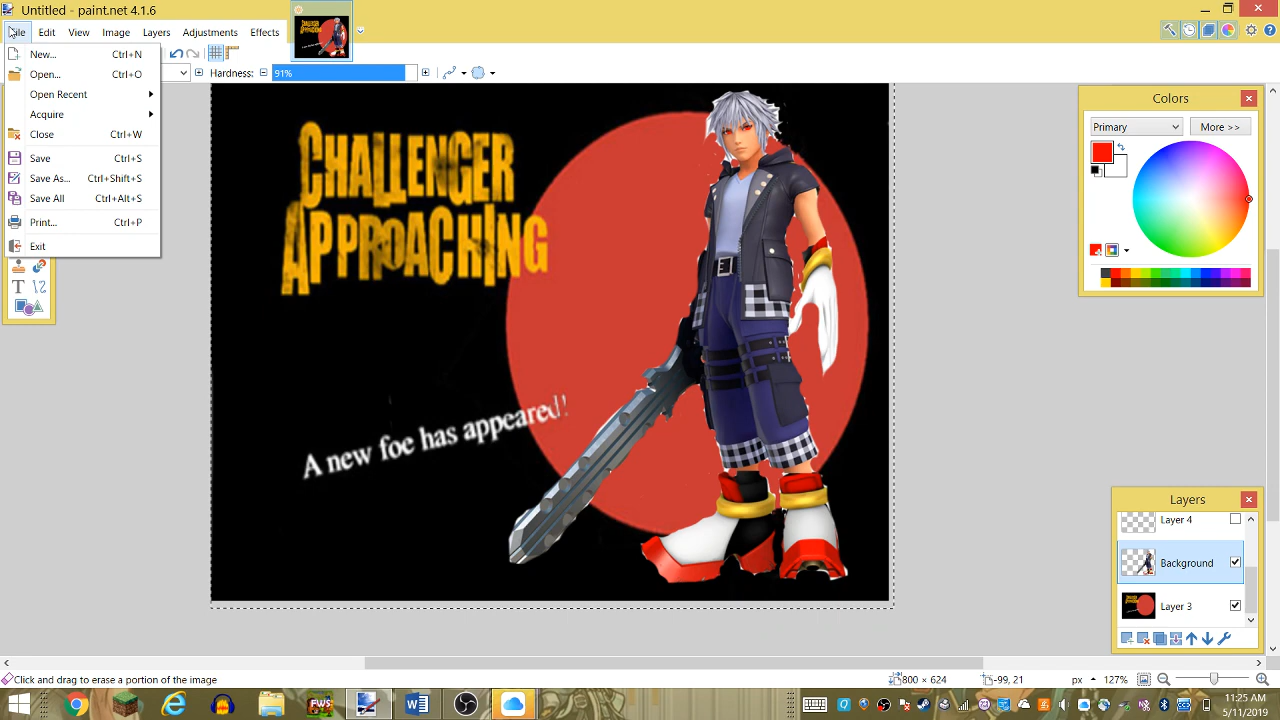 Untitled - paint.net 4.1.6
File View Image Layers Adjustments Effects
New... Ctrl+N
Open... Ctrl+O
Open Recent
Acquire
Close Ctrl+W
Save Ctrl+S
Save As... Ctrl+Shift+S
Save All Ctrl+Alt+S
Print... Ctrl+P
Exit
Hardness: 91%
CHALLENGER
APPROACHING
A new foe has appeared!
Colors
Primary More >>
Layers
Layer 4
Background
Layer 3
Click and drag to erase a portion of the image
800 × 624 -99, 21 px 127%
FWS
11:25 AM
5/11/2019